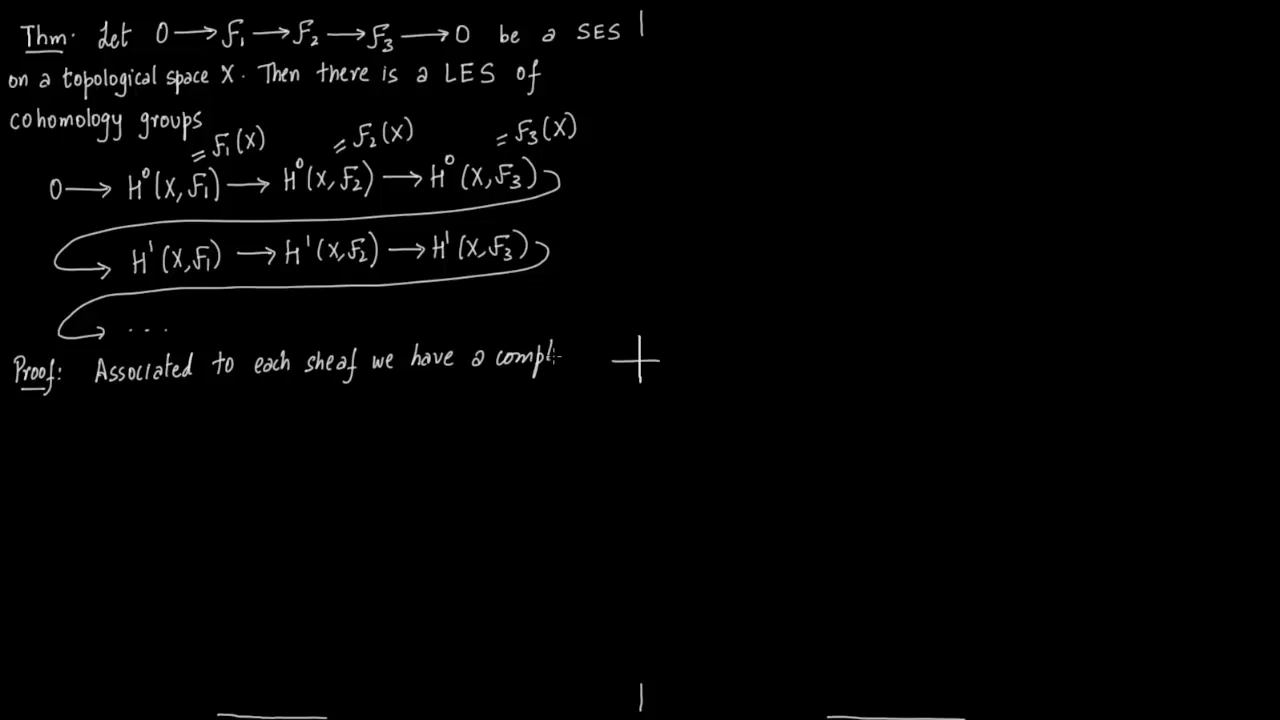 Thm. Let 0 → F₁ → F₂ → F₃ → 0 be a SES
on a topological space X. Then there is a LES of
cohomology groups
= F₁(X) = F₂(X) = F₃(X)
0 → H⁰(X, F₁) → H⁰(X, F₂) → H⁰(X, F₃)
H¹(X, F₁) → H¹(X, F₂) → H¹(X, F₃)
→ ...
Proof: Associated to each sheaf we have a compl